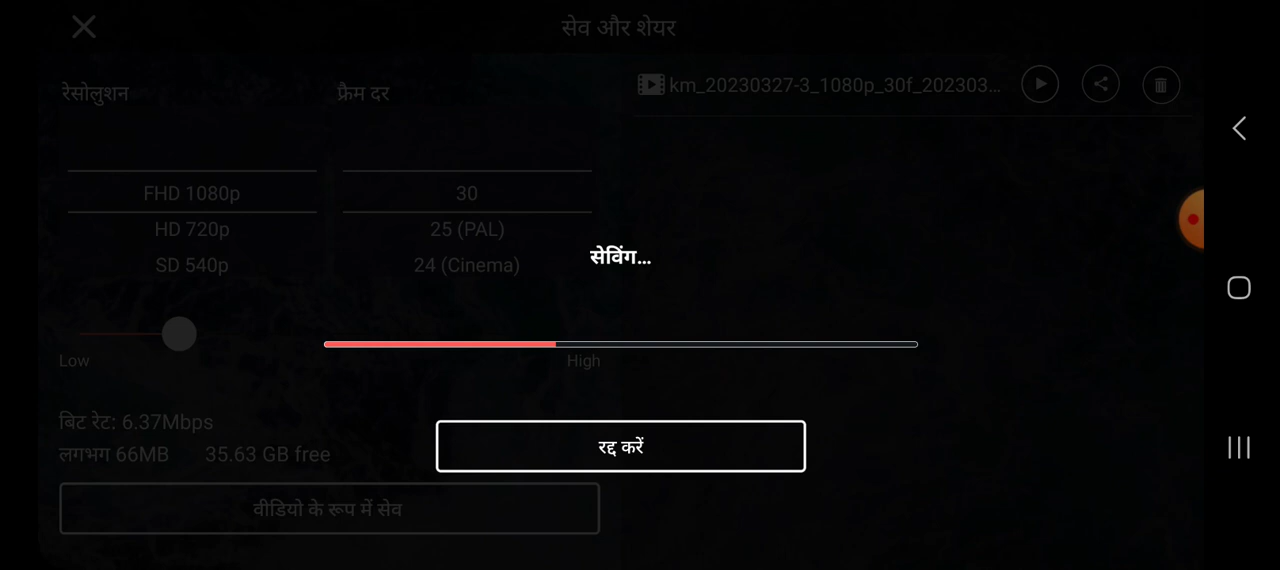 सेव और शेयर
रेसोलुशन
फ्रैम दर
km_20230327-3_1080p_30f_202303...
FHD 1080p
30
HD 720p
25 (PAL)
SD 540p
24 (Cinema)
सेविंग...
Low
High
बिट रेट: 6.37Mbps
लगभग 66MB 35.63 GB free
रद्द करें
वीडियो के रूप में सेव